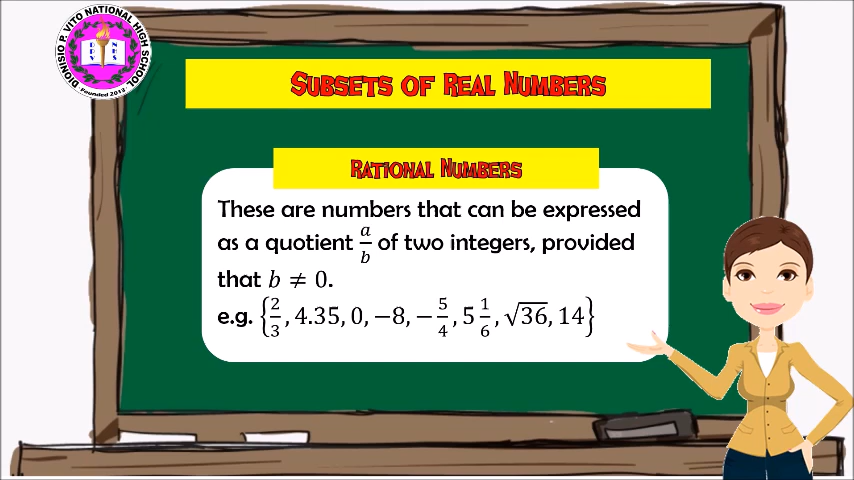 DIONISIO P. VITO NATIONAL HIGH SCHOOL
Founded 2013
SUBSETS OF REAL NUMBERS
RATIONAL NUMBERS
These are numbers that can be expressed
as a quotient a/b of two integers, provided
that b ≠ 0.
e.g. {2/3, 4.35, 0, −8, −5/4, 5 1/6, √36, 14}